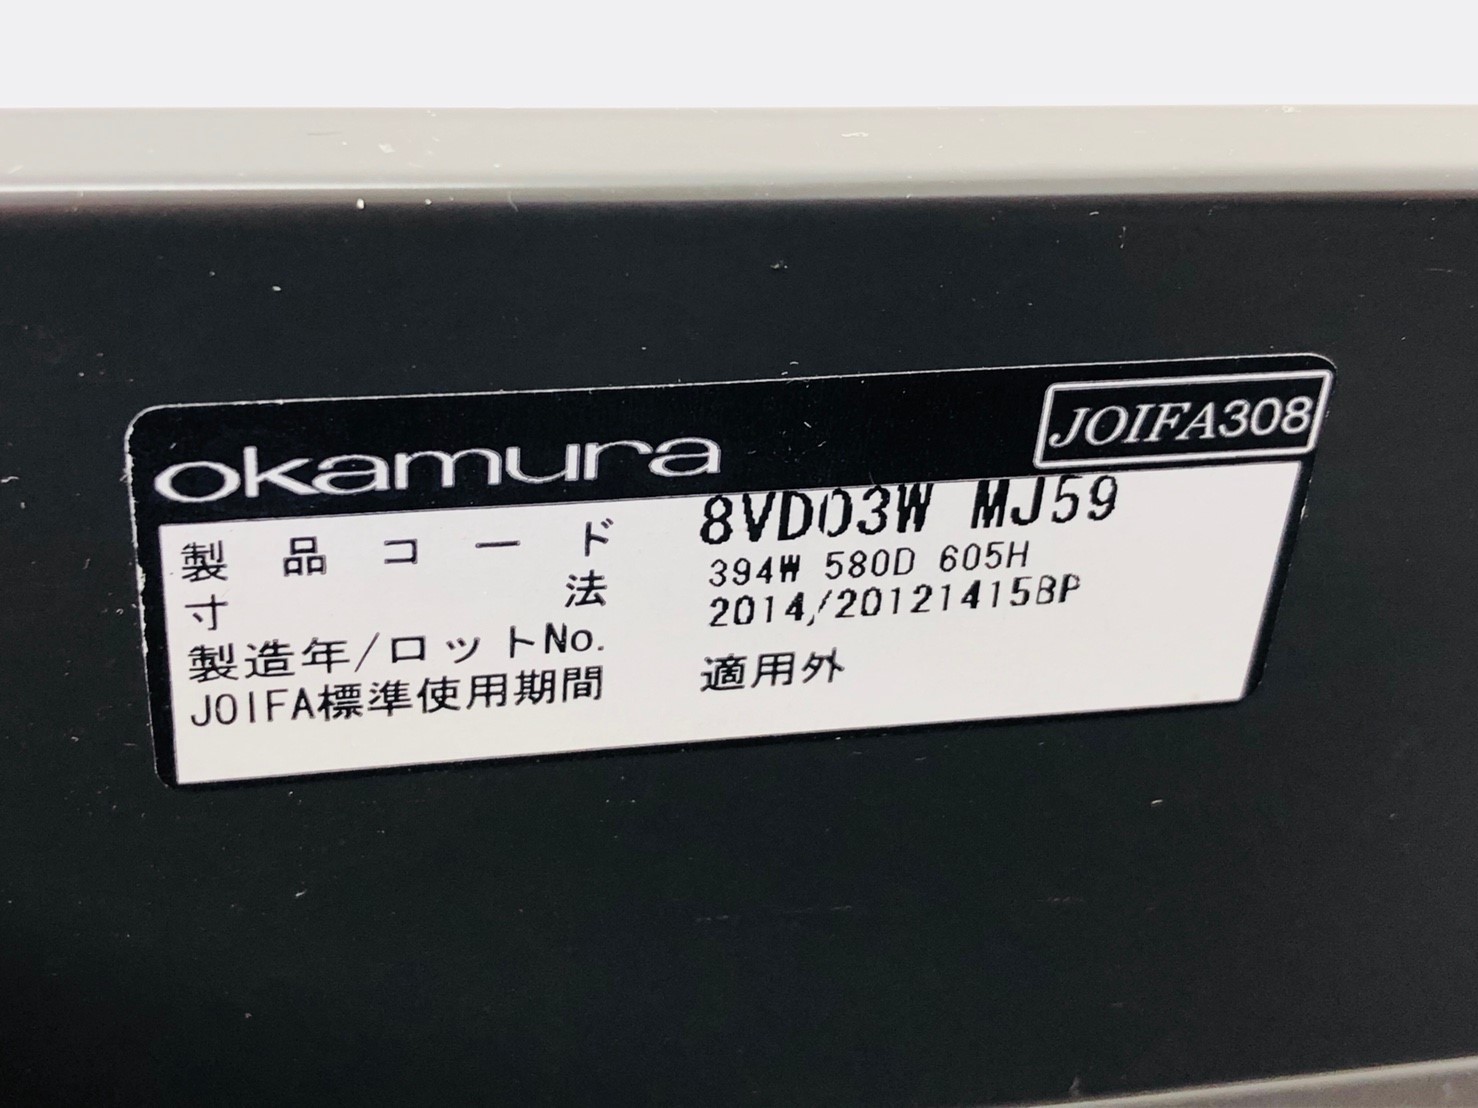 okamura JOIFA308
製品コード 8VD03W MJ59
寸法 394W 580D 605H
製造年/ロットNo. 2014/20121415BP
JOIFA標準使用期間 適用外